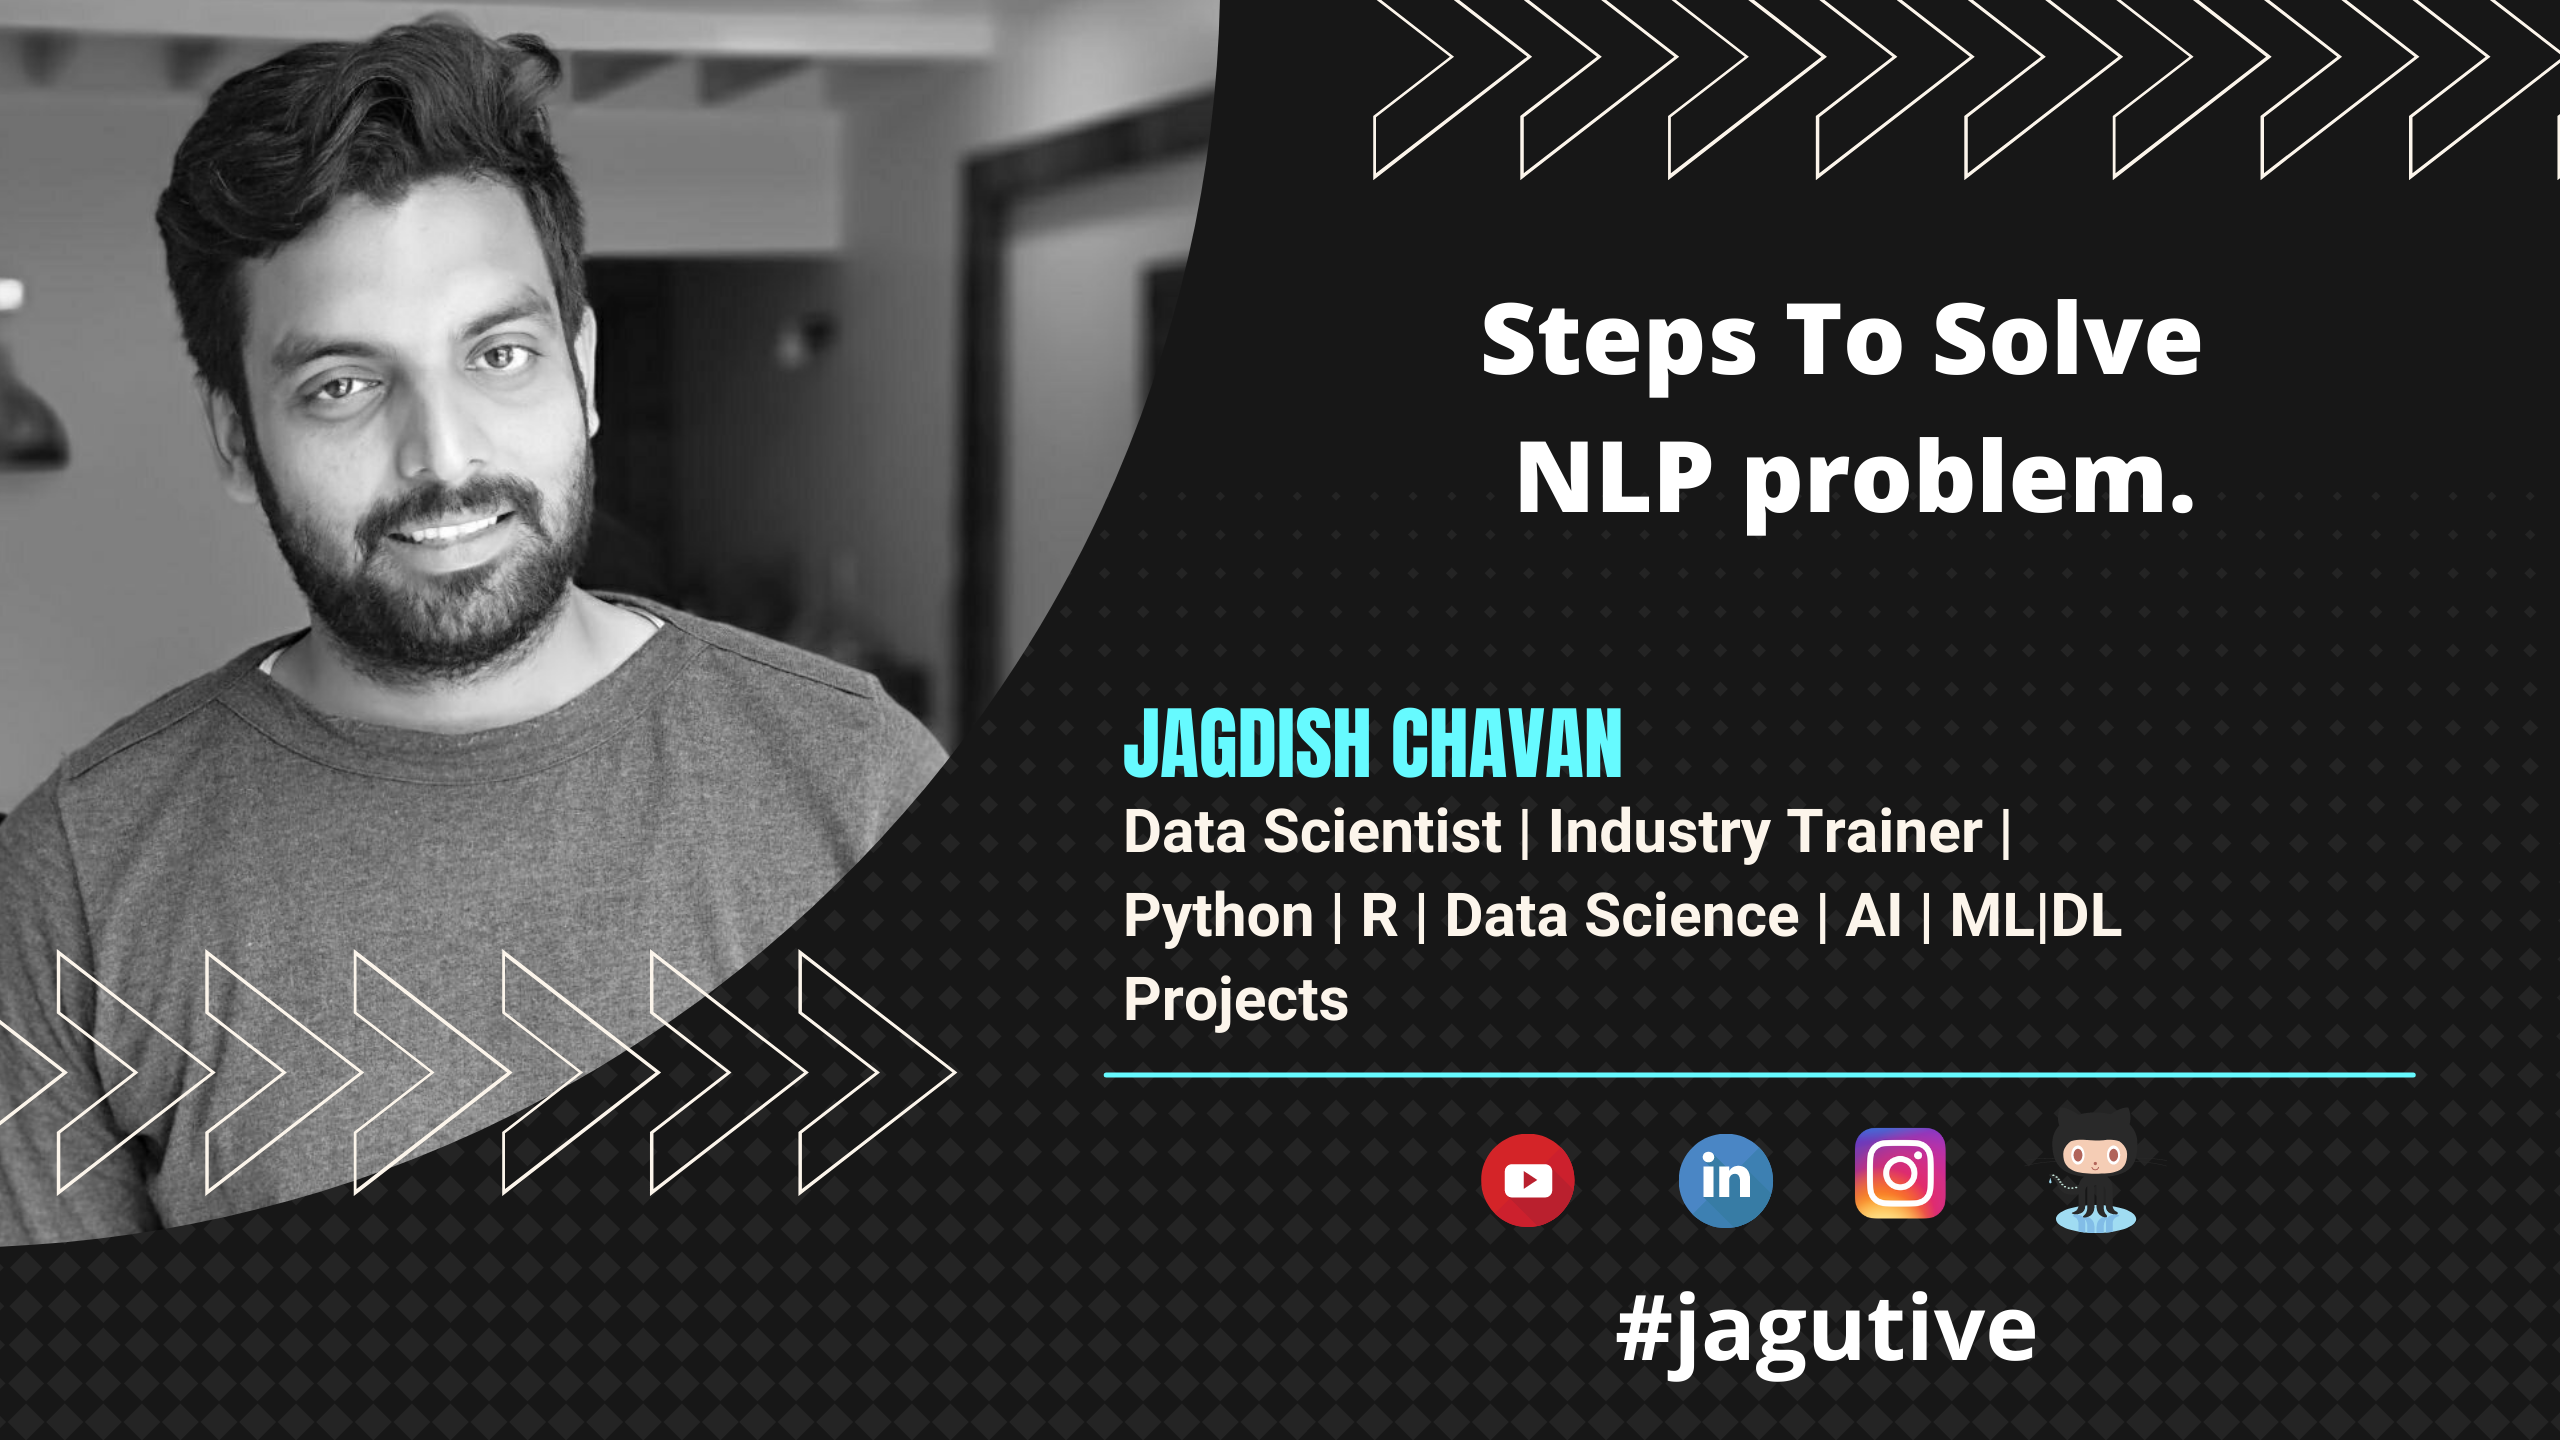 Steps To Solve
NLP problem.
JAGDISH CHAVAN
Data Scientist | Industry Trainer |
Python | R | Data Science | AI | ML|DL
Projects
in
#jagutive